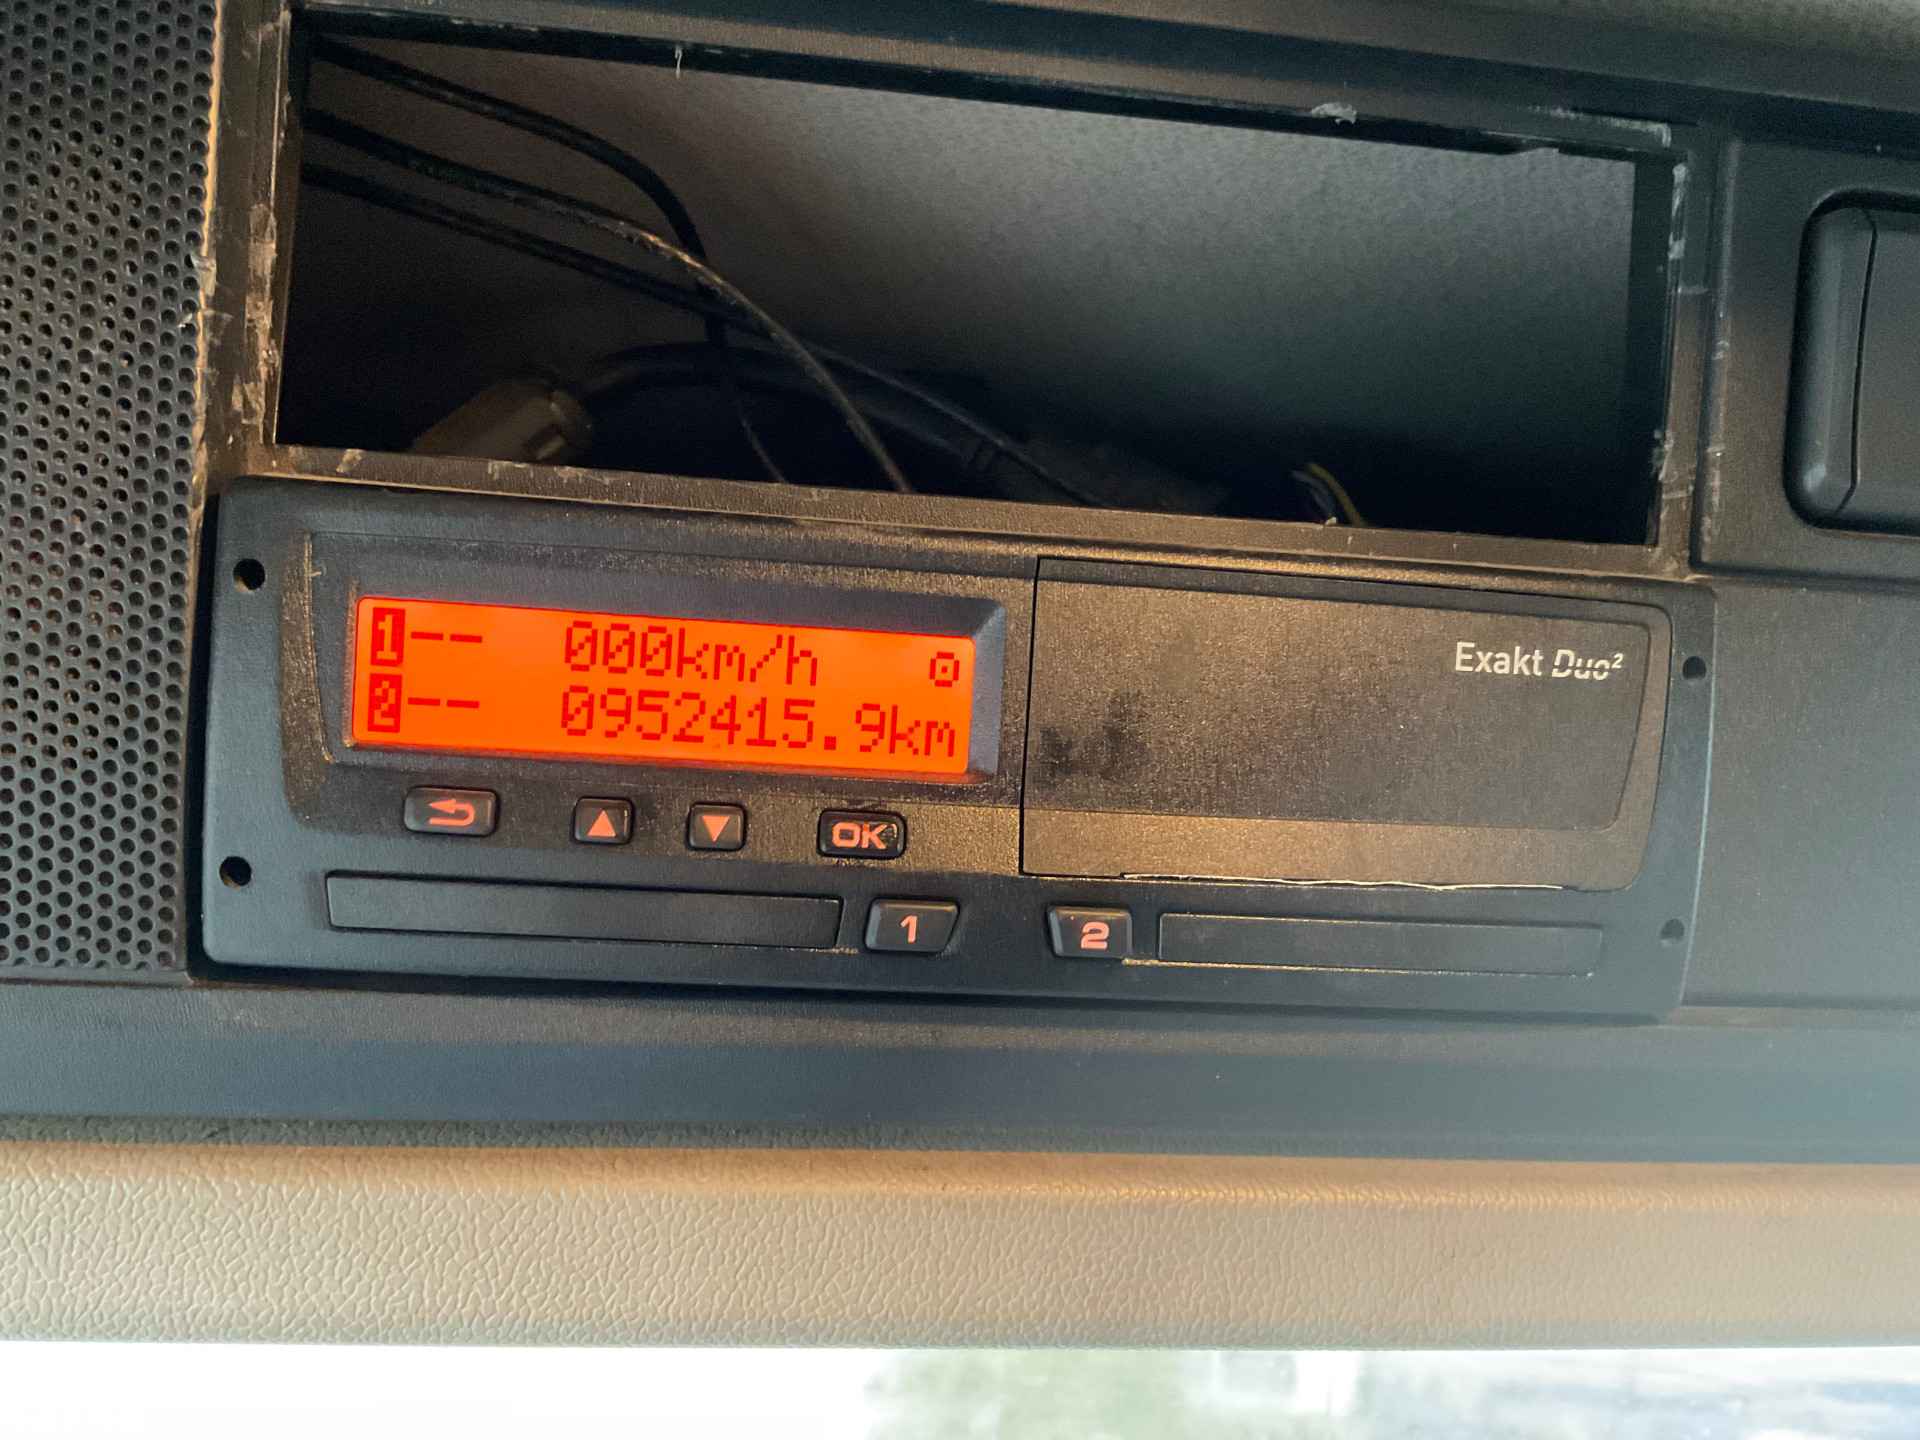 1-- 000km/h
2-- 0952415.9km
Exakt Duo²
OK
1
2